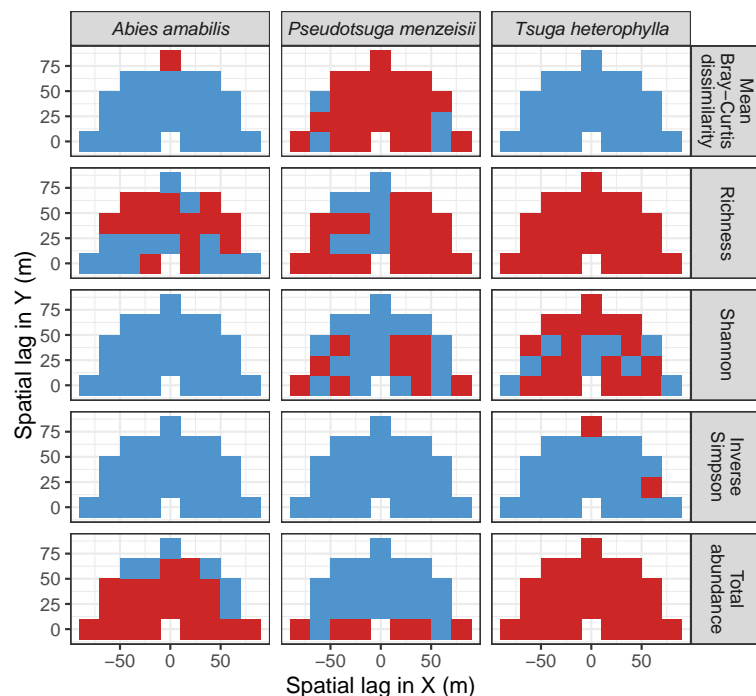 Abies amabilis
Pseudotsuga menzeisii
Tsuga heterophylla
75
50
25
0
Mean
Bray−Curtis
dissimilarity
75
50
25
0
Richness
75
50
25
0
Shannon
75
50
25
0
Inverse
Simpson
75
50
25
0
Total
abundance
Spatial lag in Y (m)
−50 0 50
−50 0 50
−50 0 50
Spatial lag in X (m)